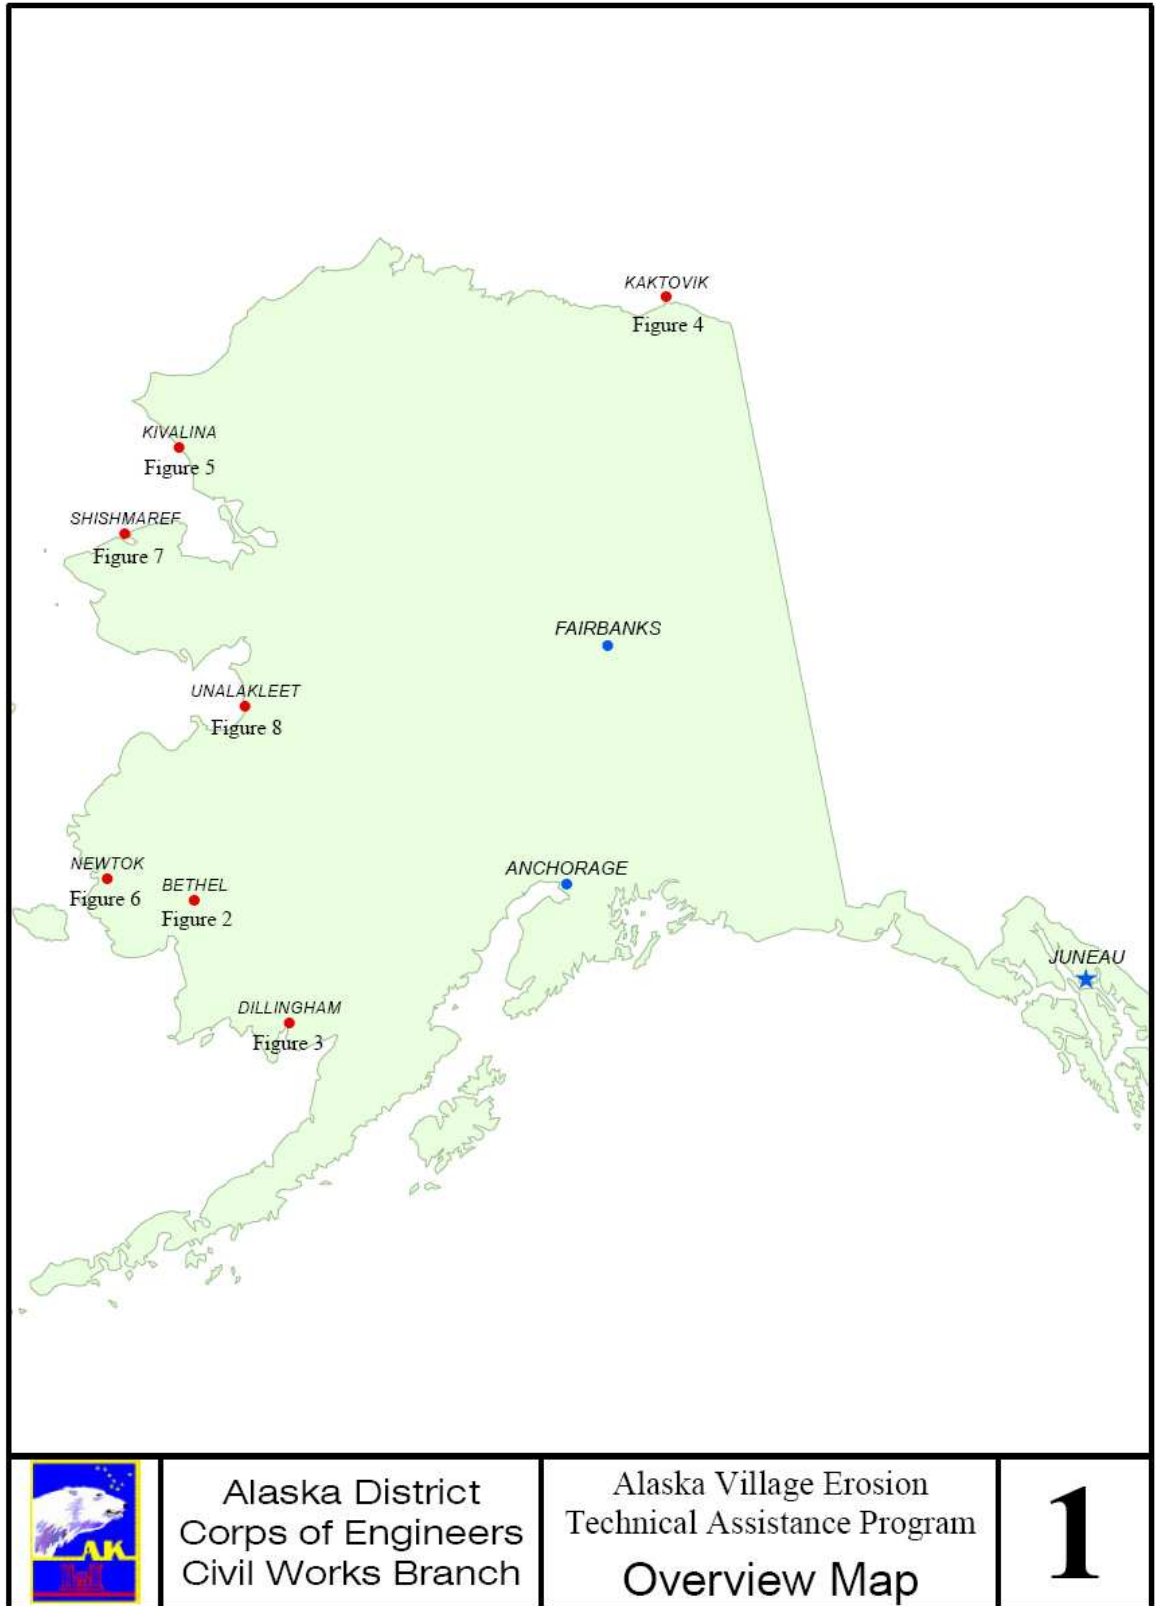 KAKTOVIK
Figure 4
KIVALINA
Figure 5
SHISHMAREF
Figure 7
FAIRBANKS
UNALAKLEET
Figure 8
NEWTOK
Figure 6
BETHEL
Figure 2
ANCHORAGE
JUNEAU
DILLINGHAM
Figure 3
AK
Alaska District
Corps of Engineers
Civil Works Branch
Alaska Village Erosion
Technical Assistance Program
Overview Map
1